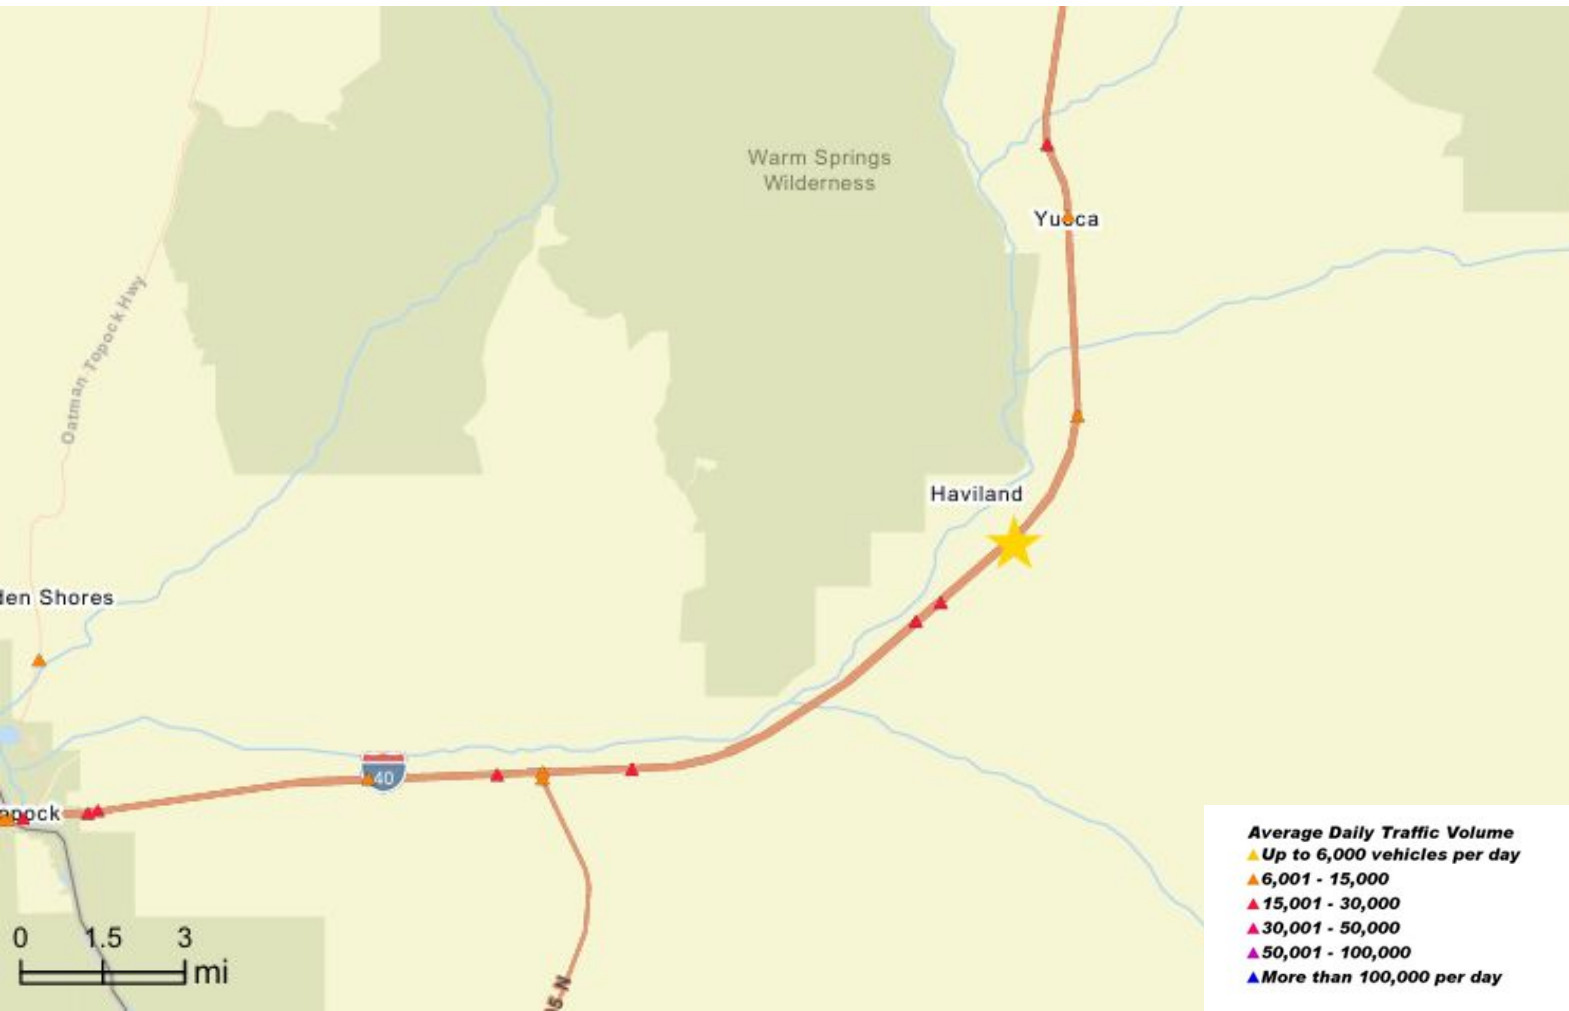 Warm Springs
Wilderness
Yucca
Oatman Topock Hwy
Haviland
den Shores
40
opock
0 1.5 3
mi
5 N
Average Daily Traffic Volume
Up to 6,000 vehicles per day
6,001 - 15,000
15,001 - 30,000
30,001 - 50,000
50,001 - 100,000
More than 100,000 per day